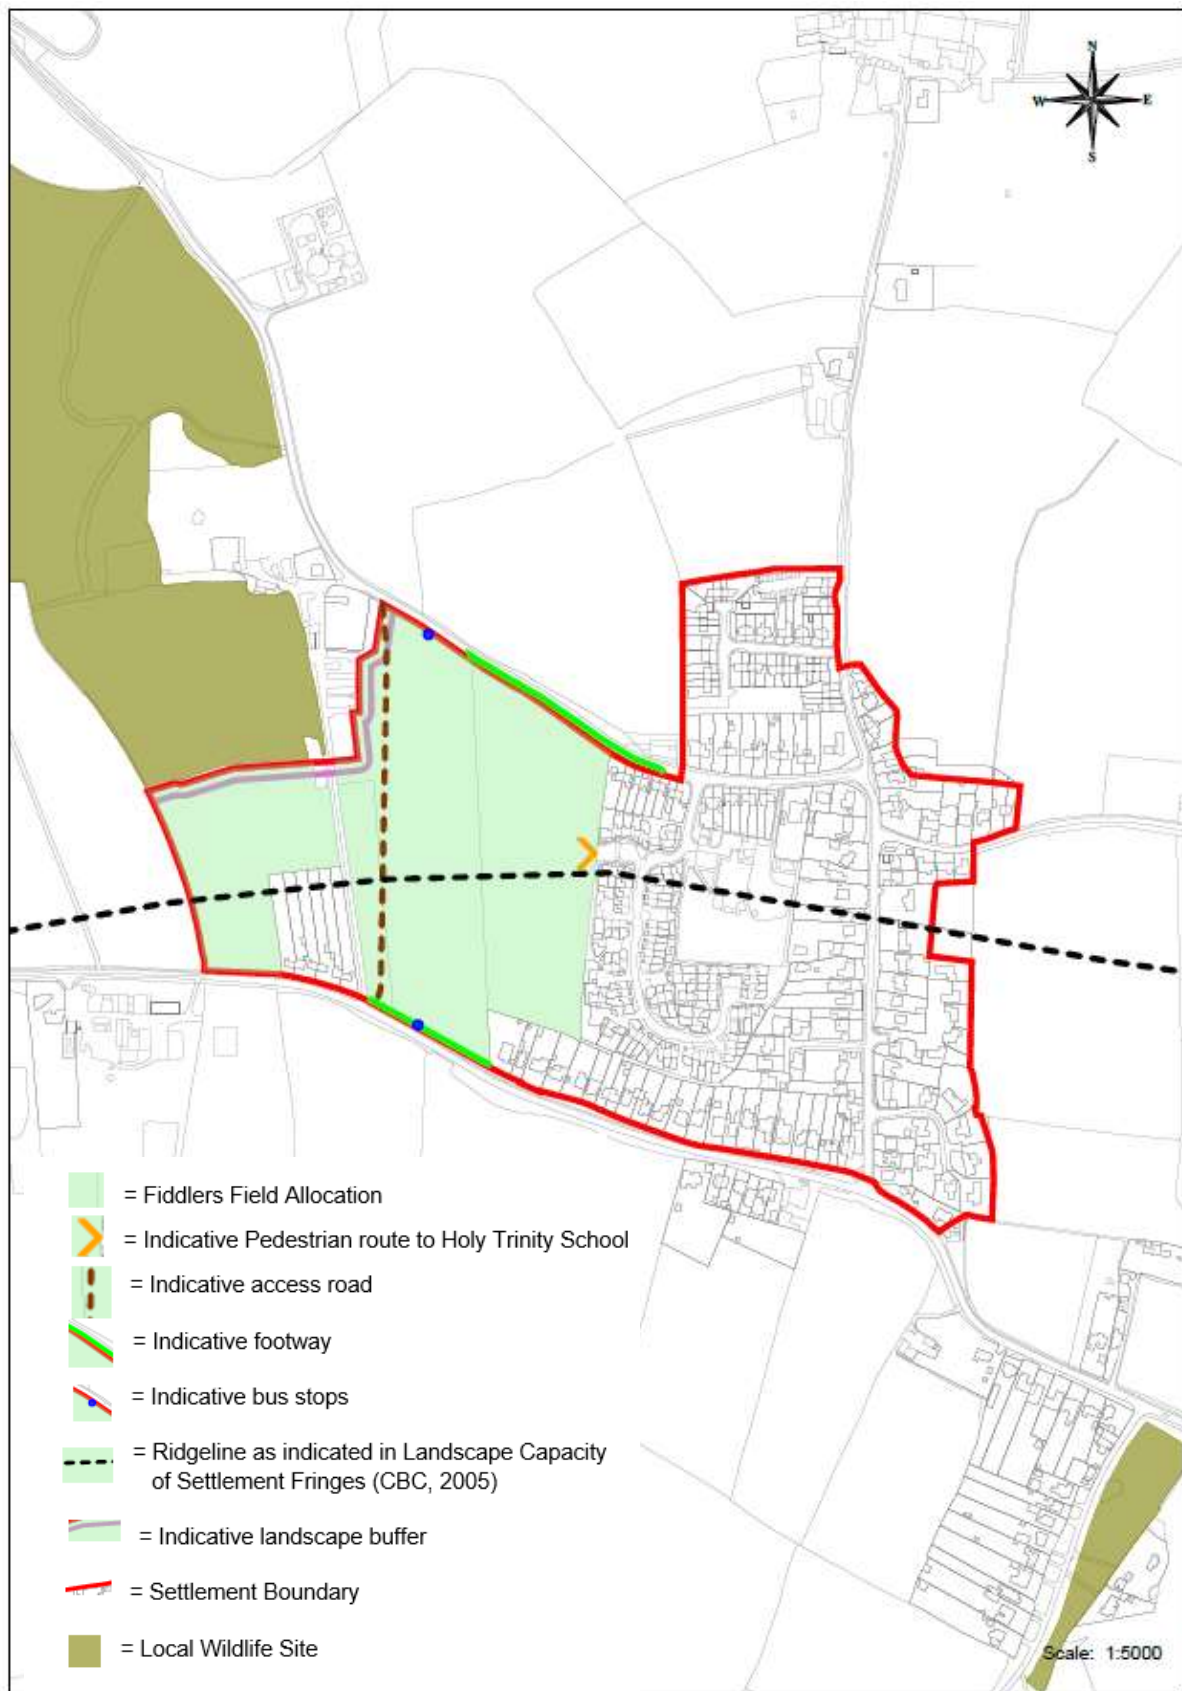 N
W E
S
= Fiddlers Field Allocation
= Indicative Pedestrian route to Holy Trinity School
= Indicative access road
= Indicative footway
= Indicative bus stops
= Ridgeline as indicated in Landscape Capacity
of Settlement Fringes (CBC, 2005)
= Indicative landscape buffer
= Settlement Boundary
= Local Wildlife Site
Scale: 1:5000